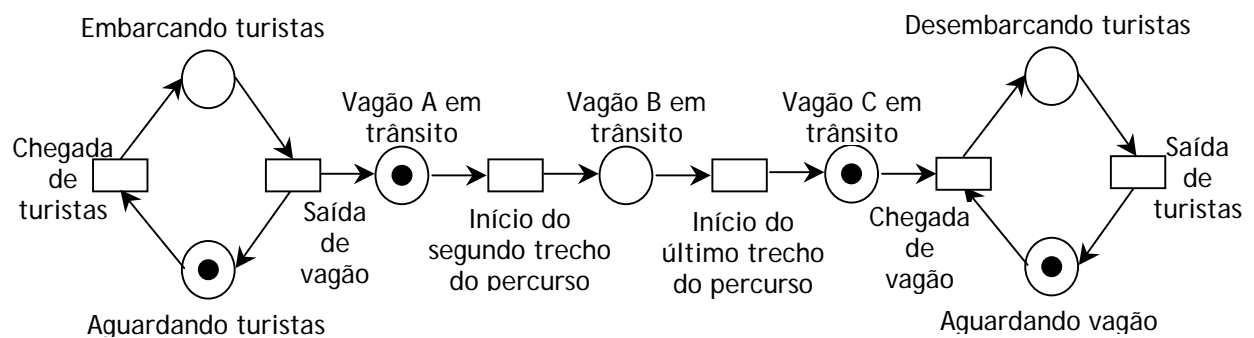 Embarcando turistas
Desembarcando turistas
Vagão A em
trânsito
Vagão B em
trânsito
Vagão C em
trânsito
Chegada
de
turistas
Saída
de
vagão
Início do
segundo trecho
do percurso
Início do
último trecho
do percurso
Chegada
de
vagão
Saída
de
turistas
Aguardando turistas
Aguardando vagão